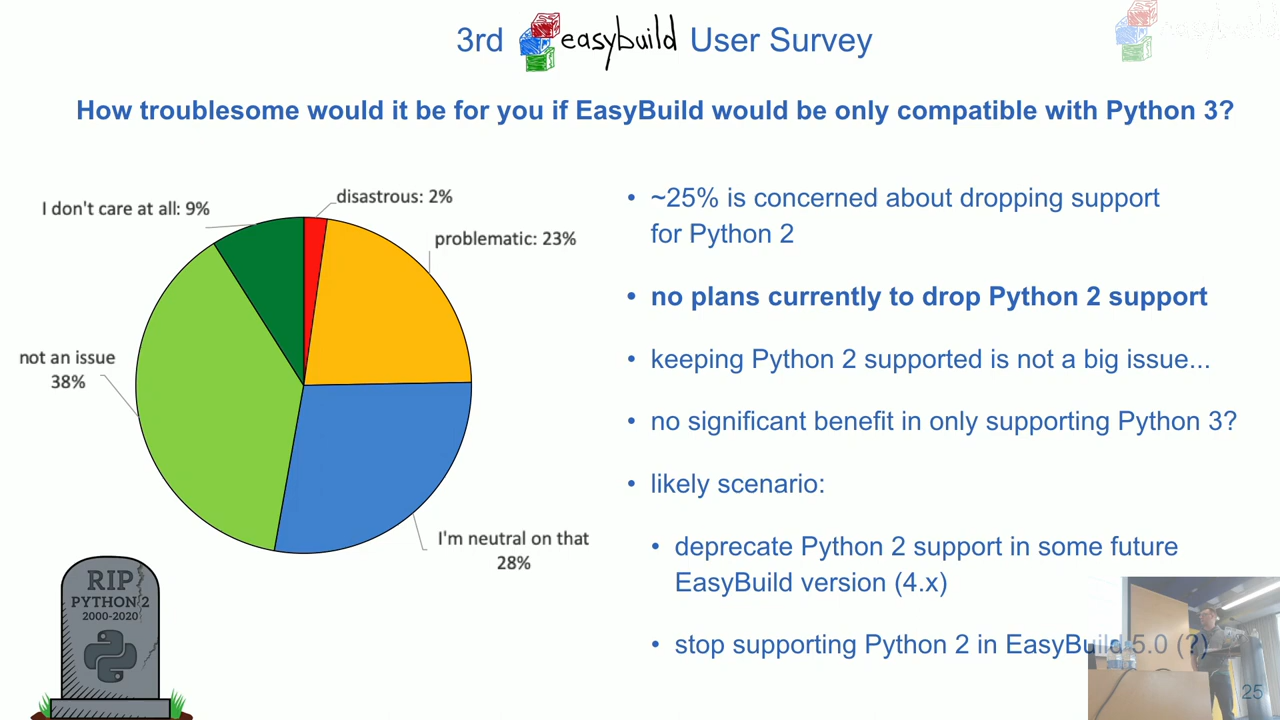 3rd easybuild User Survey
How troublesome would it be for you if EasyBuild would be only compatible with Python 3?
I don't care at all: 9%
disastrous: 2%
problematic: 23%
not an issue
38%
I'm neutral on that
28%
• ~25% is concerned about dropping support
for Python 2
• no plans currently to drop Python 2 support
• keeping Python 2 supported is not a big issue...
• no significant benefit in only supporting Python 3?
• likely scenario:
• deprecate Python 2 support in some future
EasyBuild version (4.x)
• stop supporting Python 2 in EasyBuild 5.0 (?)
RIP
PYTHON 2
2000-2020
25